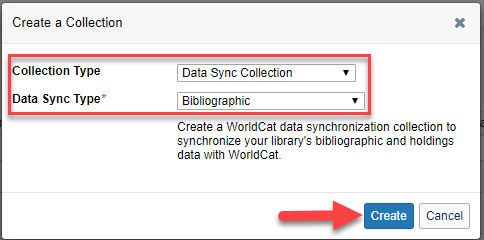 Create a Collection ×
Collection Type Data Sync Collection
Data Sync Type* Bibliographic
Create a WorldCat data synchronization collection to
synchronize your library's bibliographic and holdings
data with WorldCat.
Create Cancel